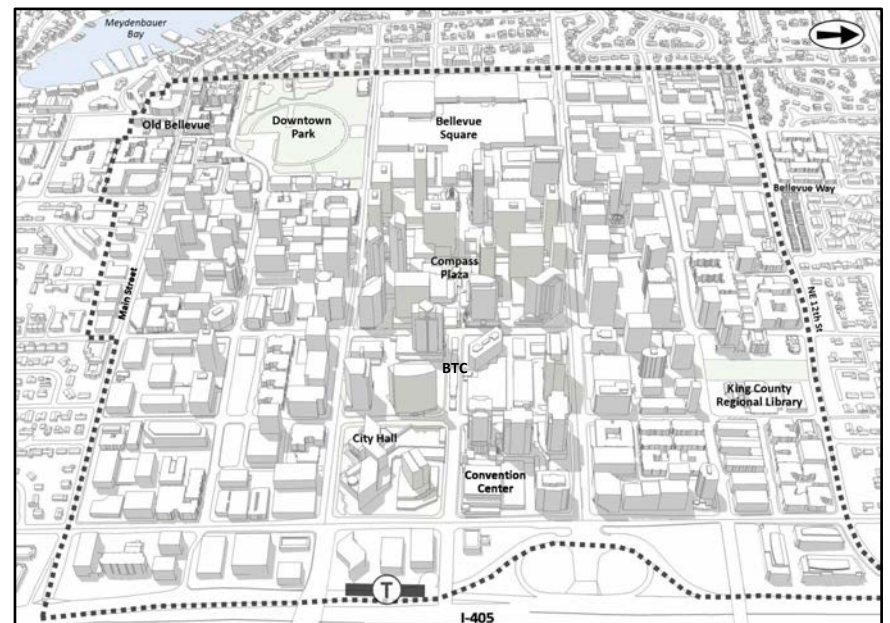 Meydenbauer
Bay
Old Bellevue
Downtown
Park
Bellevue
Square
Bellevue Way
Compass
Plaza
Main Street
NE 12th St
BTC
King County
Regional Library
City Hall
Convention
Center
T
I-405